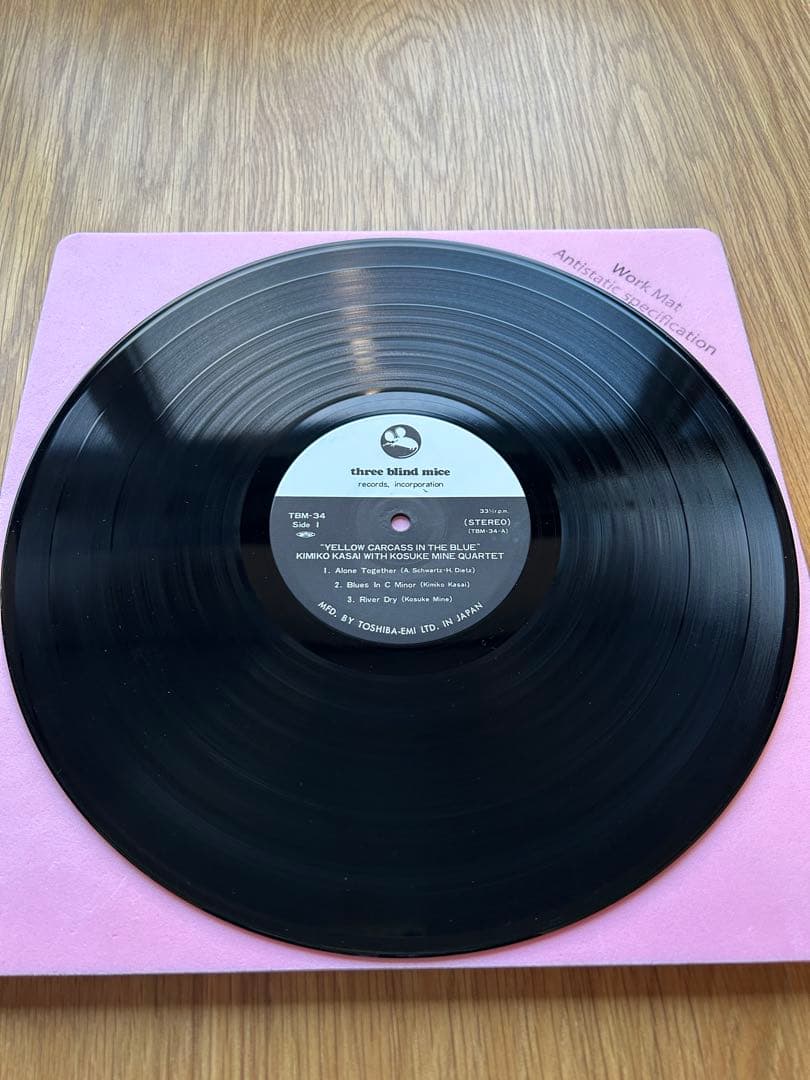 Work Mat
Antistatic specification
three blind mice
records, incorporation
TBM-34
Side 1
33⅓r.p.m.
(STEREO)
(TBM-34-A)
"YELLOW CARCASS IN THE BLUE"
KIMIKO KASAI WITH KOSUKE MINE QUARTET
1. Alone Together (A. Schwartz-H. Dietz)
2. Blues In C Minor (Kimiko Kasai)
3. River Dry (Kosuke Mine)
MFD. BY TOSHIBA-EMI LTD. IN JAPAN